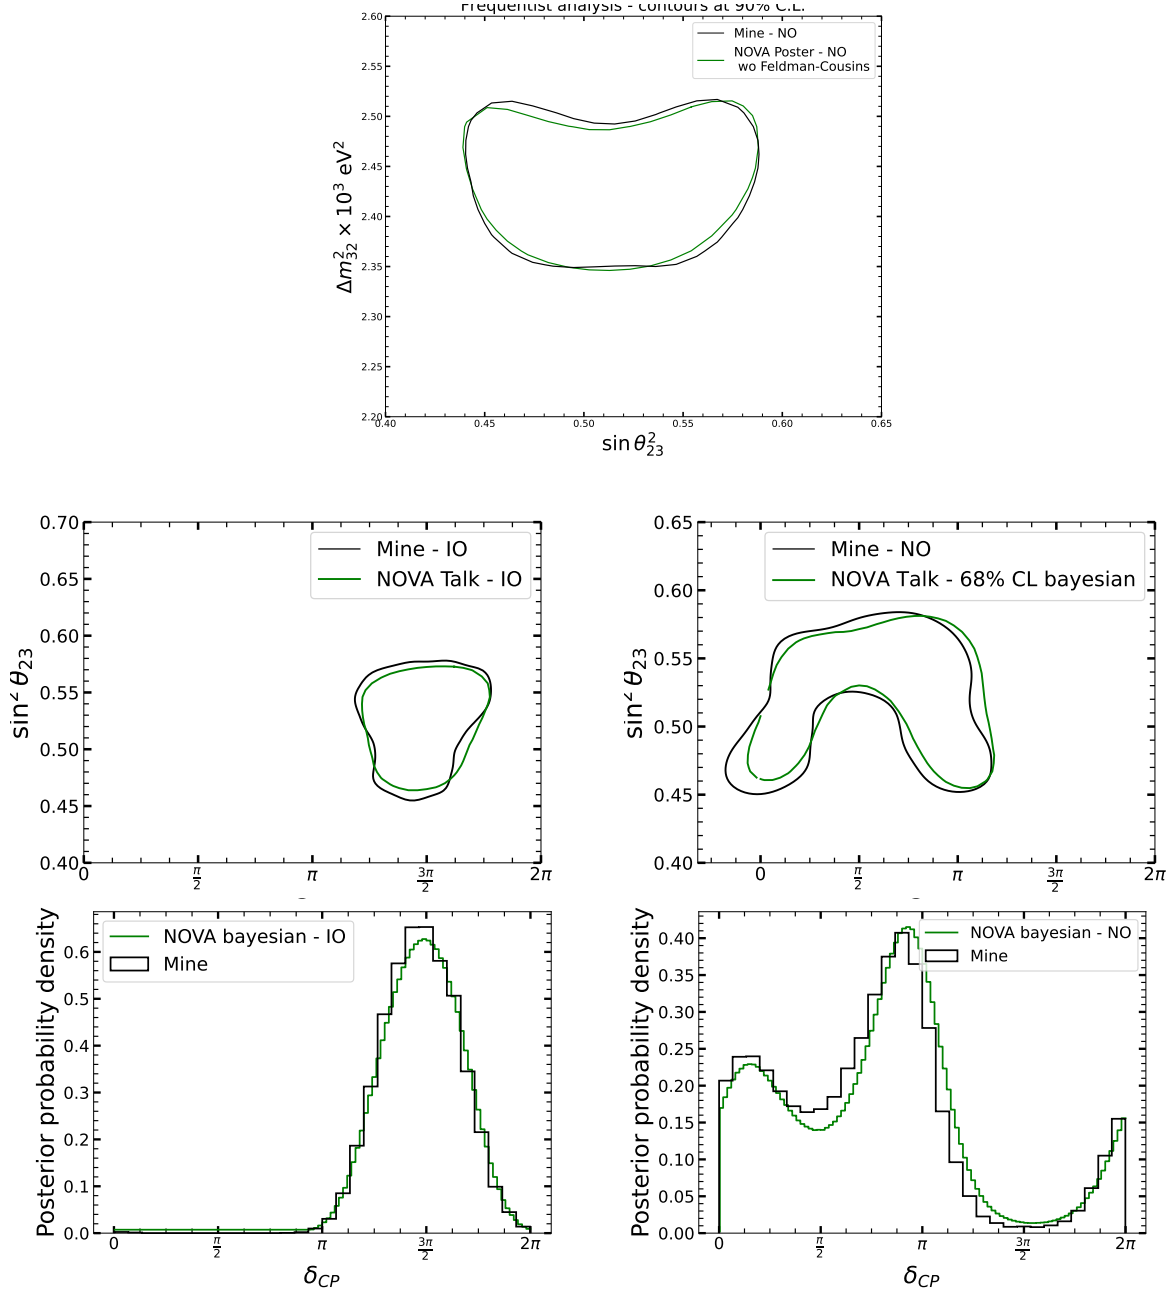 Frequentist analysis - contours at 90% C.L.
2.60
2.55
2.50
2.45
2.40
2.35
2.30
2.25
2.20
Δm²₃₂ × 10³ eV²
Mine - NO
NOVA Poster - NO
wo Feldman-Cousins
0.40 0.45 0.50 0.55 0.60 0.65
sin θ²₂₃
0.70
0.65
0.60
0.55
0.50
0.45
0.40
sin² θ₂₃
Mine - IO
NOVA Talk - IO
0 π/2 π 3π/2 2π
0.65
0.60
0.55
0.50
0.45
0.40
sin² θ₂₃
Mine - NO
NOVA Talk - 68% CL bayesian
0 π/2 π 3π/2 2π
0.6
0.5
0.4
0.3
0.2
0.1
0.0
Posterior probability density
NOVA bayesian - IO
Mine
0 π/2 π 3π/2 2π
δCP
0.40
0.35
0.30
0.25
0.20
0.15
0.10
0.05
0.00
Posterior probability density
NOVA bayesian - NO
Mine
0 π/2 π 3π/2 2π
δCP